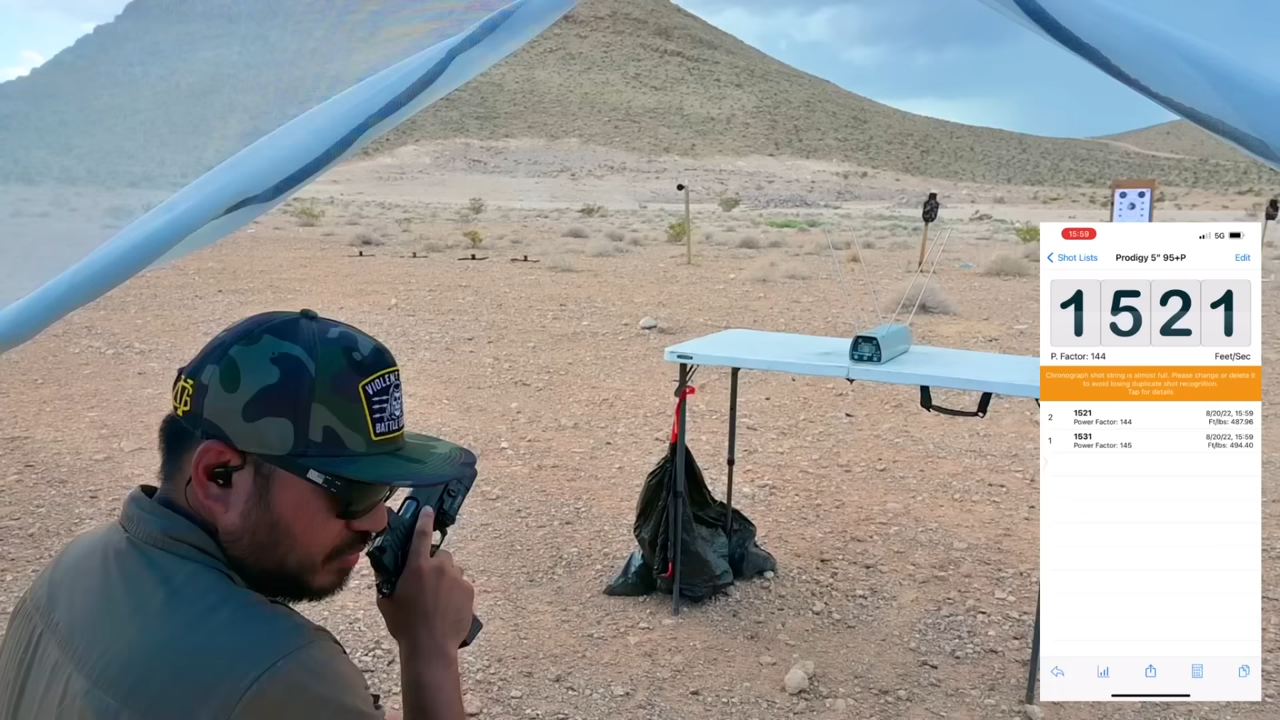 15:59
5G
Shot Lists
Prodigy 5" 95+P
Edit
1521
P. Factor: 144
Feet/Sec
Chronograph shot string is almost full. Please change or delete it
to avoid losing duplicate shot recognition.
Tap for details.
2
1521
8/20/22, 15:59
Power Factor: 144
Ft/lbs: 487.96
1
1531
8/20/22, 15:59
Power Factor: 145
Ft/lbs: 494.40
VIOLENT
BATTLE